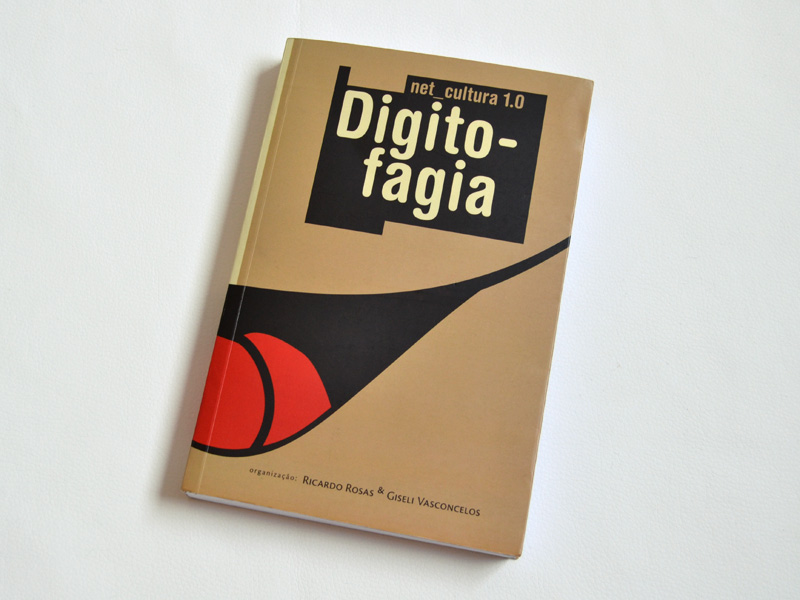 net_cultura 1.0
Digito-
fagia
organização: RICARDO ROSAS & GISELI VASCONCELOS